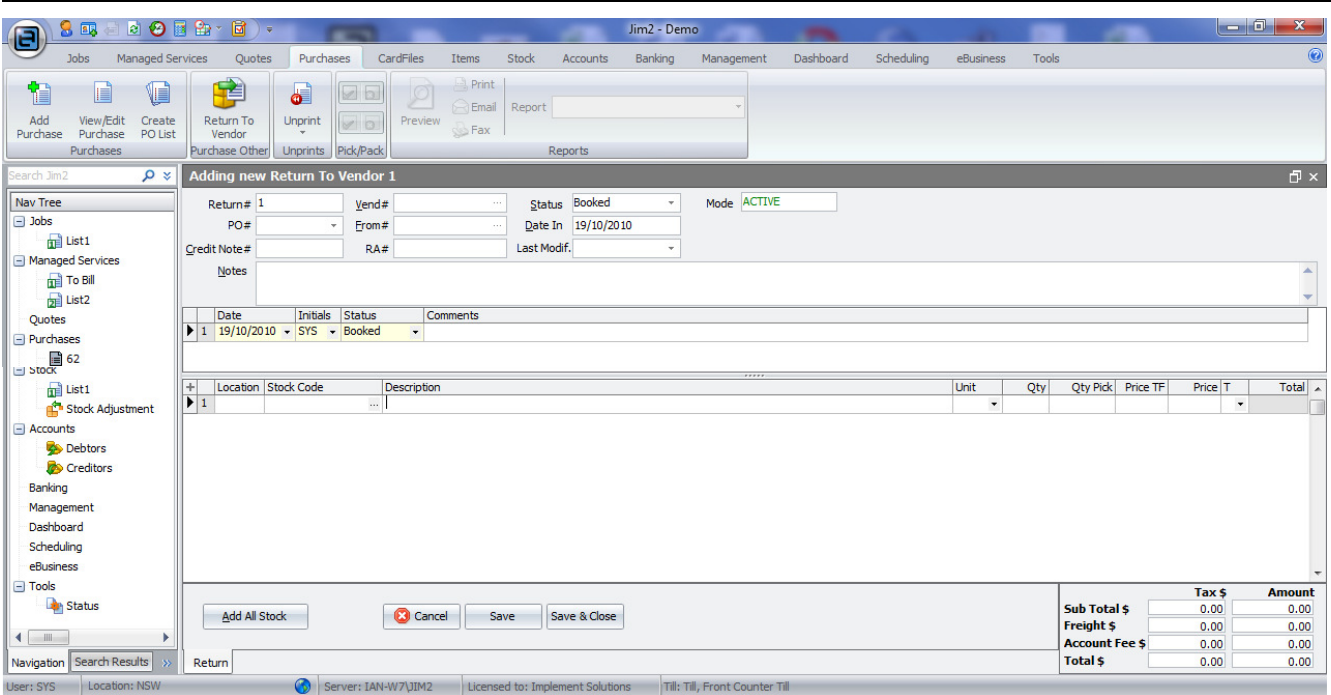 Jim2 - Demo
Jobs Managed Services Quotes Purchases CardFiles Items Stock Accounts Banking Management Dashboard Scheduling eBusiness Tools
Add Purchase View/Edit Purchase Create PO List Return To Vendor Unprint Preview Print Email Fax Report
Purchases Purchase Other Unprints Pick/Pack Reports
Search Jim2
Adding new Return To Vendor 1
Nav Tree
Jobs
List1
Managed Services
To Bill
List2
Quotes
Purchases
62
Stock
List1
Stock Adjustment
Accounts
Debtors
Creditors
Banking
Management
Dashboard
Scheduling
eBusiness
Tools
Status
Navigation Search Results
Return# 1 Vend# Status Booked Mode ACTIVE
PO# From# Date In 19/10/2010
Credit Note# RA# Last Modif.
Notes
Date Initials Status Comments
1 19/10/2010 SYS Booked
Location Stock Code Description Unit Qty Qty Pick Price TF Price T Total
1
Add All Stock Cancel Save Save & Close
Tax $ Amount
Sub Total $ 0.00 0.00
Freight $ 0.00 0.00
Account Fee $ 0.00 0.00
Total $ 0.00 0.00
Return
User: SYS Location: NSW Server: IAN-W7\JIM2 Licensed to: Implement Solutions Till: Till, Front Counter Till